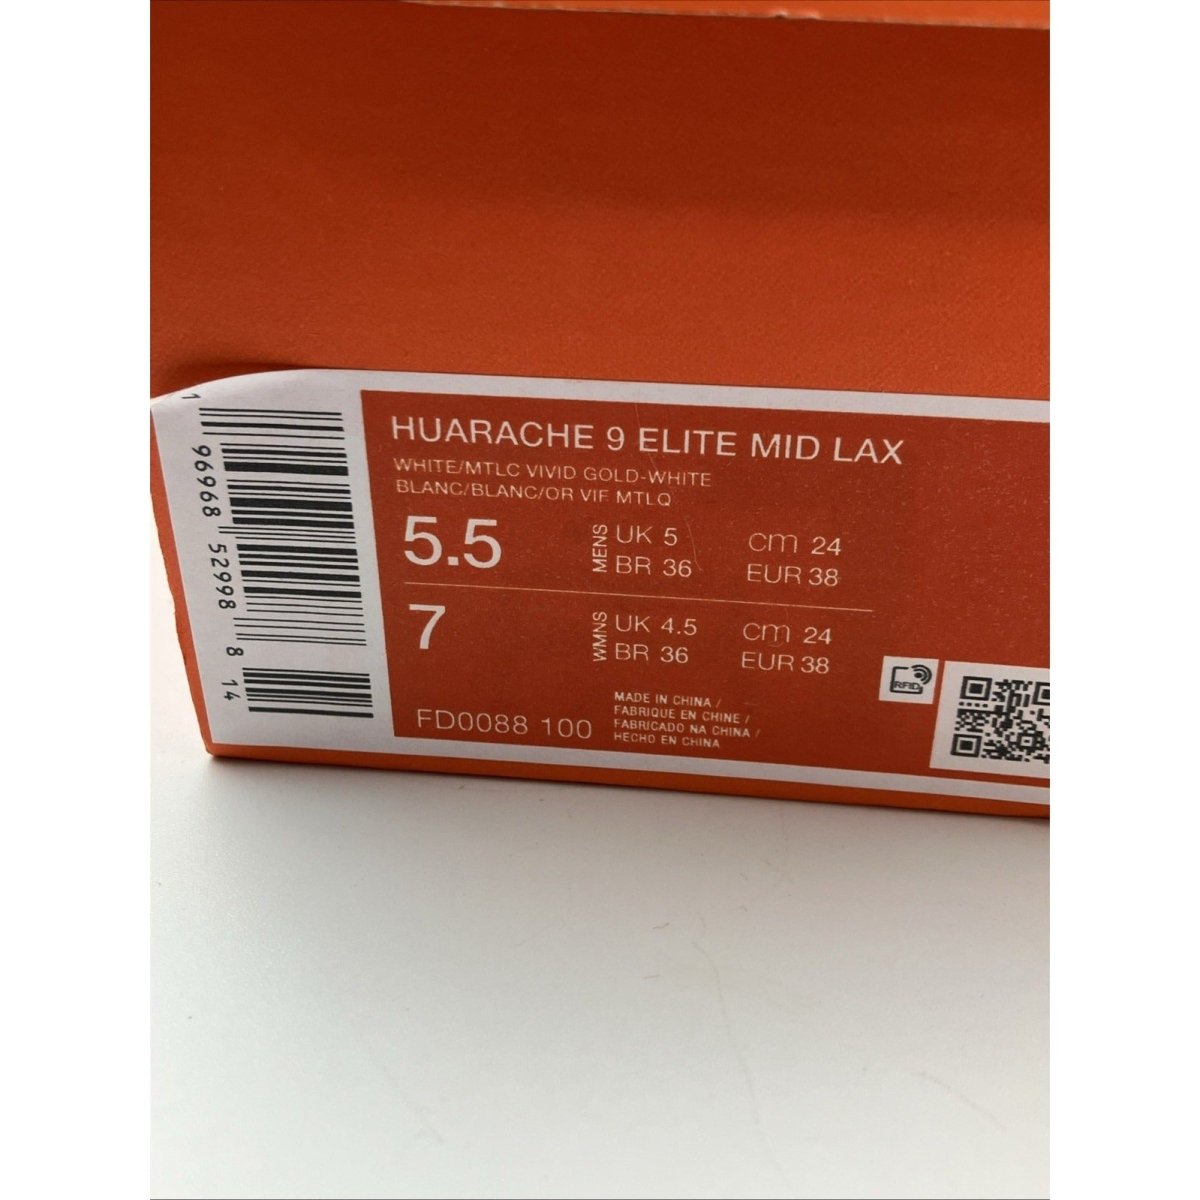 1 96968 52998 8 14
HUARACHE 9 ELITE MID LAX
WHITE/MTLC VIVID GOLD-WHITE
BLANC/BLANC/OR VIF MTLQ
5.5 MENS UK 5 cm 24
BR 36 EUR 38
7 WMNS UK 4.5 cm 24
BR 36 EUR 38
FD0088 100
MADE IN CHINA /
FABRIQUE EN CHINE /
FABRICADO NA CHINA /
HECHO EN CHINA
RFID